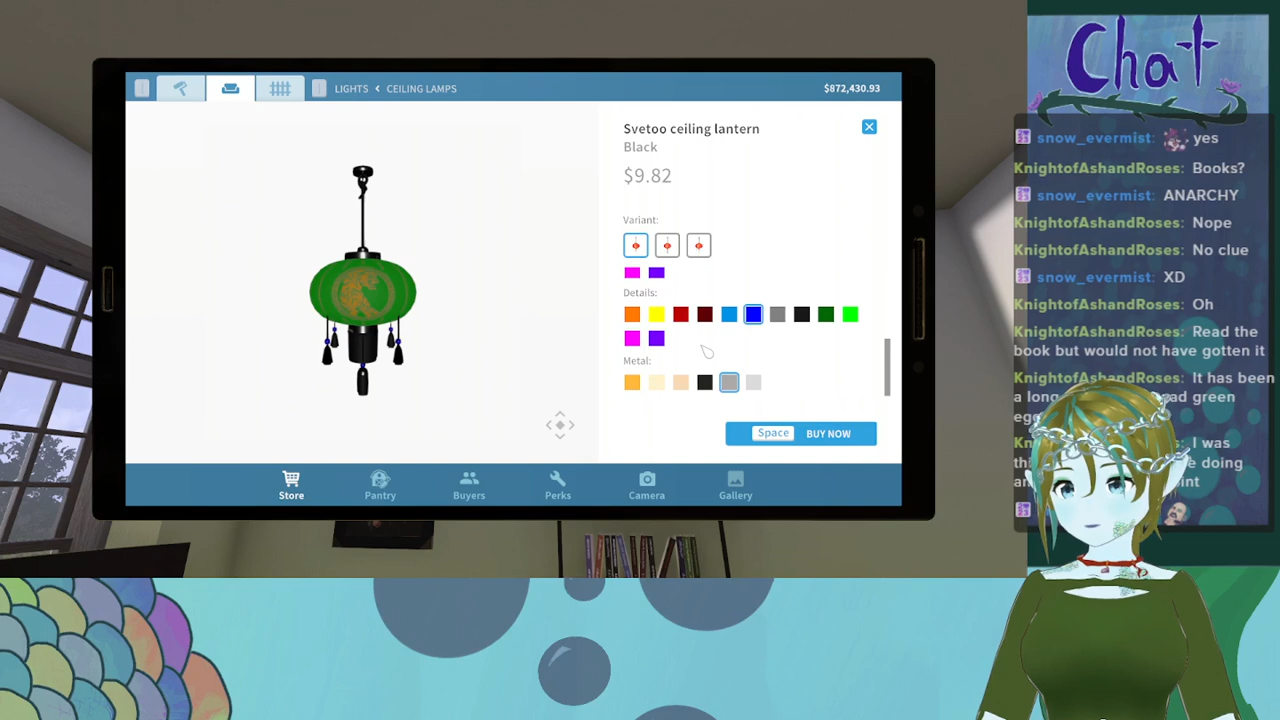 LIGHTS < CEILING LAMPS
$872,430.93
Svetoo ceiling lantern
Black
$9.82
Variant:
Details:
Metal:
Space BUY NOW
Store
Pantry
Buyers
Perks
Camera
Gallery
Chat
snow_evermist: yes
KnightofAshandRoses: Books?
snow_evermist: ANARCHY
KnightofAshandRoses: Nope
KnightofAshandRoses: No clue
snow_evermist: XD
KnightofAshandRoses: Oh
KnightofAshandRoses: Read the
book but would not have gotten it
KnightofAshandRoses: It has been
a long
green
I was
doing